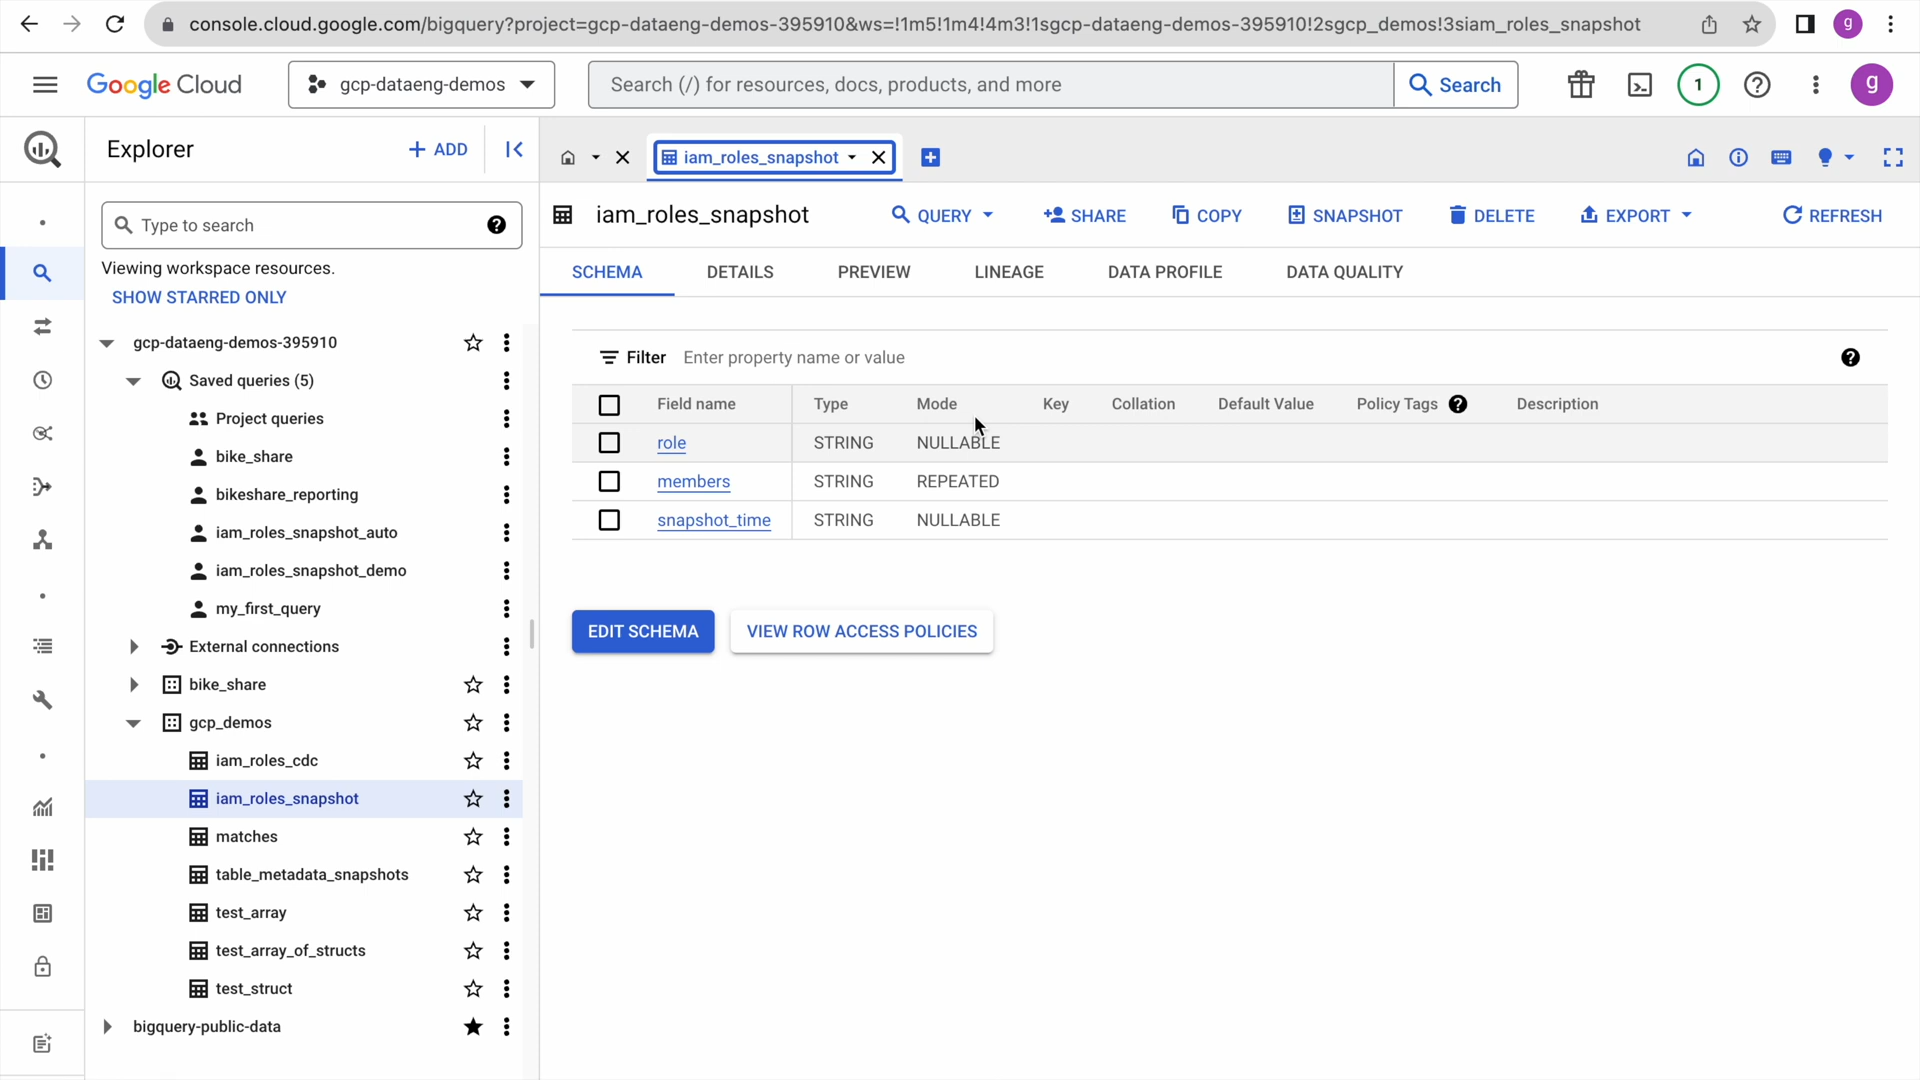 console.cloud.google.com/bigquery?project=gcp-dataeng-demos-395910&ws=!1m5!1m4!4m3!1sgcp-dataeng-demos-395910!2sgcp_demos!3siam_roles_snapshot
g
Google Cloud
gcp-dataeng-demos
Search (/) for resources, docs, products, and more
Search
1
g
Explorer
+ ADD
iam_roles_snapshot
Type to search
Viewing workspace resources.
SHOW STARRED ONLY
gcp-dataeng-demos-395910
Saved queries (5)
Project queries
bike_share
bikeshare_reporting
iam_roles_snapshot_auto
iam_roles_snapshot_demo
my_first_query
External connections
bike_share
gcp_demos
iam_roles_cdc
iam_roles_snapshot
matches
table_metadata_snapshots
test_array
test_array_of_structs
test_struct
bigquery-public-data
iam_roles_snapshot
QUERY
SHARE
COPY
SNAPSHOT
DELETE
EXPORT
REFRESH
SCHEMA DETAILS PREVIEW LINEAGE DATA PROFILE DATA QUALITY
Filter Enter property name or value
Field name Type Mode Key Collation Default Value Policy Tags Description
role STRING NULLABLE
members STRING REPEATED
snapshot_time STRING NULLABLE
EDIT SCHEMA
VIEW ROW ACCESS POLICIES